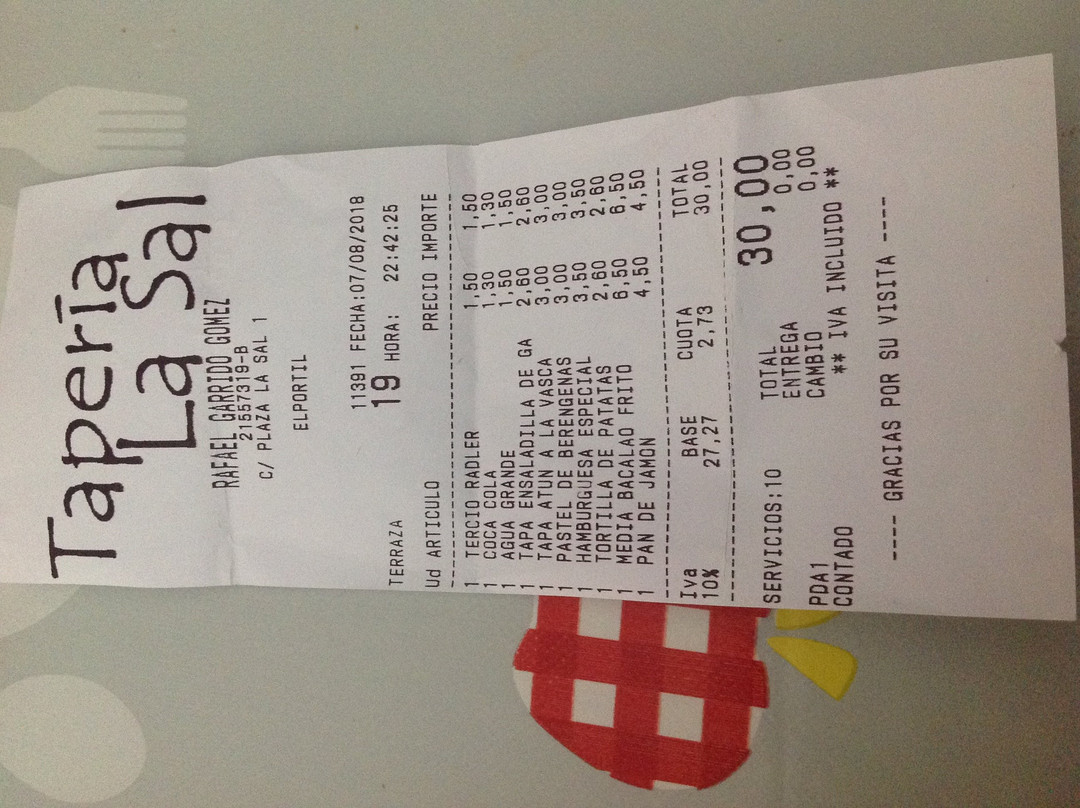 Tapería
La Sal
RAFAEL GARRIDO GOMEZ
21557319-B
C/ PLAZA LA SAL 1
ELPORTIL
11391 FECHA:07/08/2018
TERRAZA 19 HORA: 22:42:25
Ud ARTICULO PRECIO IMPORTE
1 TERCIO RADLER 1,50 1,50
1 COCA COLA 1,30 1,30
1 AGUA GRANDE 1,50 1,50
1 TAPA ENSALADILLA DE GA 2,60 2,60
1 TAPA ATUN A LA VASCA 3,00 3,00
1 PASTEL DE BERENGENAS 3,00 3,00
1 HAMBURGUESA ESPECIAL 3,50 3,50
1 TORTILLA DE PATATAS 2,60 2,60
1 MEDIA BACALAO FRITO 6,50 6,50
1 PAN DE JAMON 4,50 4,50
Iva BASE CUOTA TOTAL
10% 27,27 2,73 30,00
SERVICIOS:10 TOTAL 30,00
ENTREGA 0,00
PDA1 CAMBIO 0,00
CONTADO ** IVA INCLUIDO **
---- GRACIAS POR SU VISITA ----